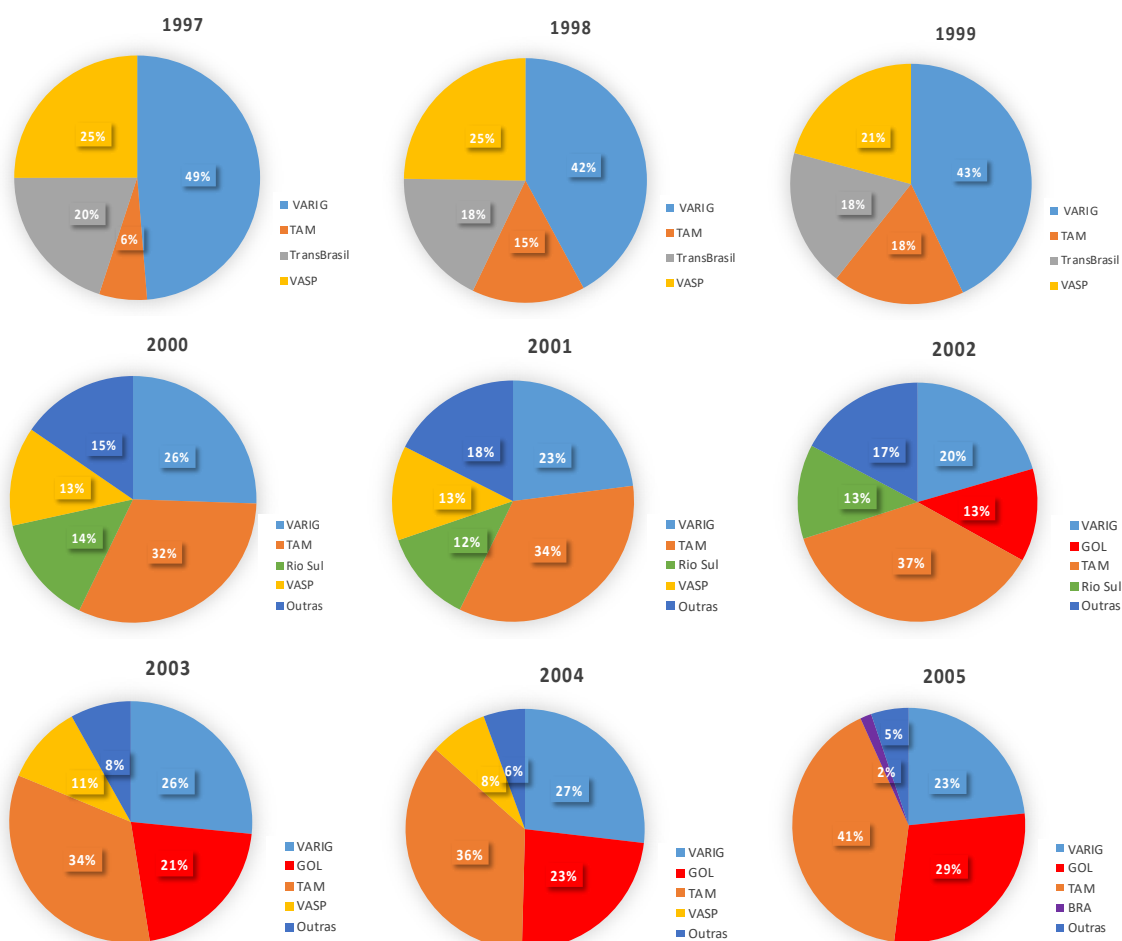 1997
25%
49%
20%
6%
VARIG
TAM
TransBrasil
VASP
1998
25%
42%
18%
15%
VARIG
TAM
TransBrasil
VASP
1999
21%
43%
18%
18%
VARIG
TAM
TransBrasil
VASP
2000
15%
26%
13%
14%
32%
VARIG
TAM
Rio Sul
VASP
Outras
2001
18%
23%
13%
12%
34%
VARIG
TAM
Rio Sul
VASP
Outras
2002
17%
20%
13%
13%
37%
VARIG
GOL
TAM
Rio Sul
Outras
2003
8%
26%
11%
34%
21%
VARIG
GOL
TAM
VASP
Outras
2004
6%
8%
27%
36%
23%
VARIG
GOL
TAM
VASP
Outras
2005
5%
2%
23%
41%
29%
VARIG
GOL
TAM
BRA
Outras